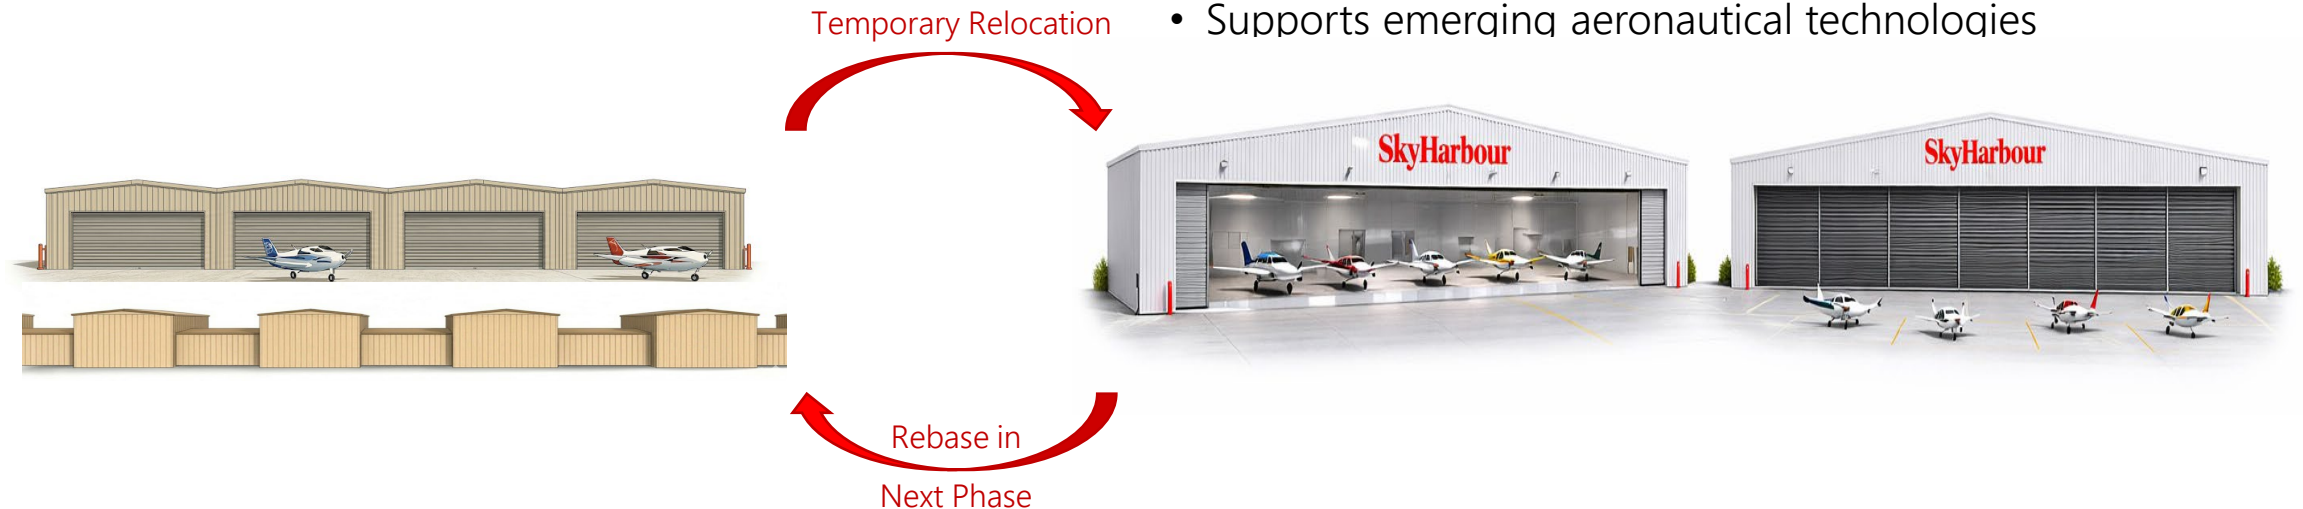 Temporary Relocation
• Supports emerging aeronautical technologies
SkyHarbour
SkyHarbour
Rebase in
Next Phase